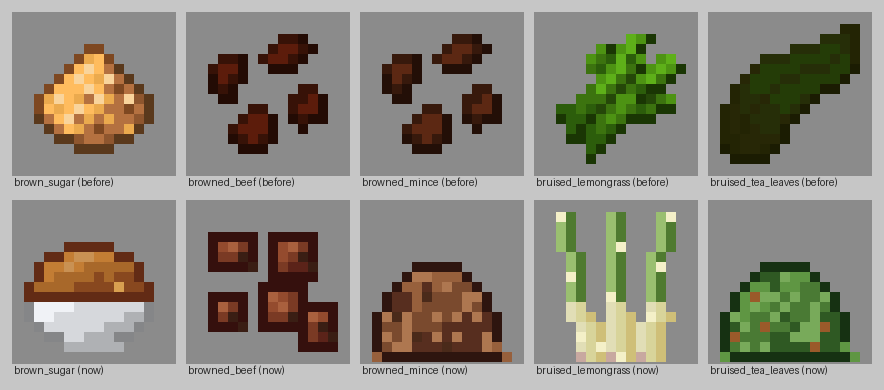 brown_sugar (before)
browned_beef (before)
browned_mince (before)
bruised_lemongrass (before)
bruised_tea_leaves (before)
brown_sugar (now)
browned_beef (now)
browned_mince (now)
bruised_lemongrass (now)
bruised_tea_leaves (now)